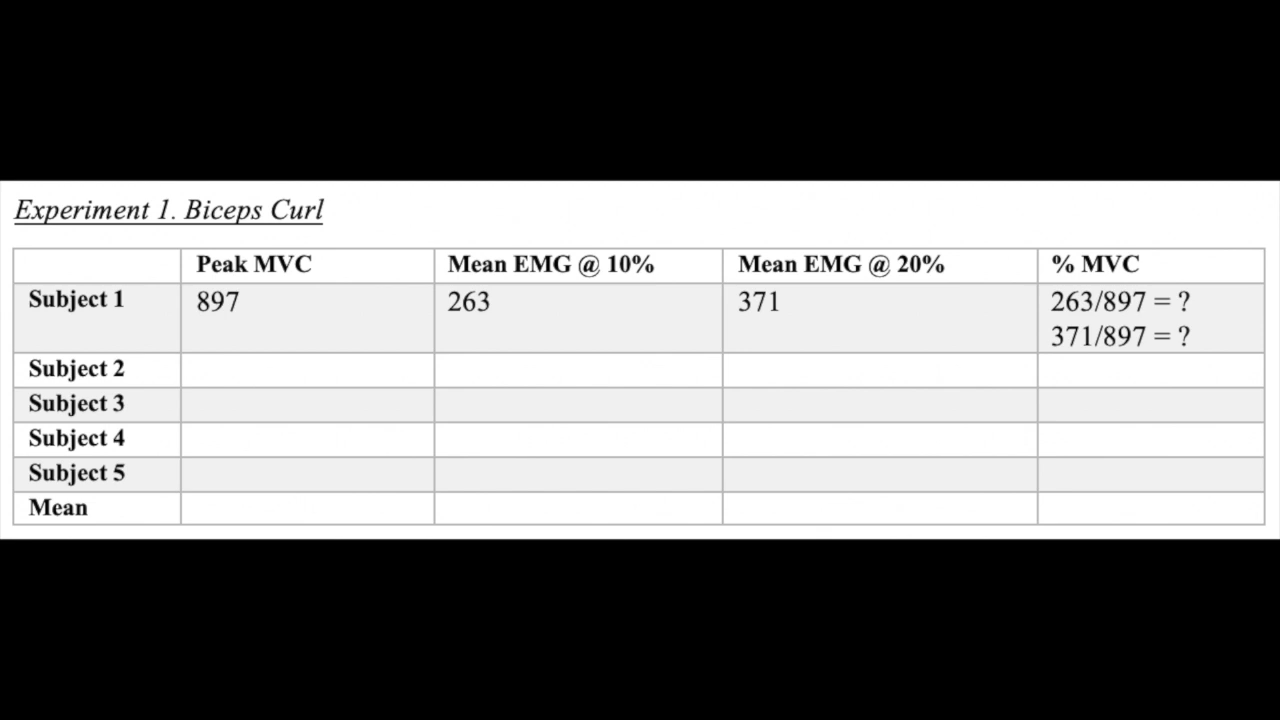 Experiment 1. Biceps Curl
Peak MVC Mean EMG @ 10% Mean EMG @ 20% % MVC
Subject 1 897 263 371 263/897 = ?
371/897 = ?
Subject 2
Subject 3
Subject 4
Subject 5
Mean